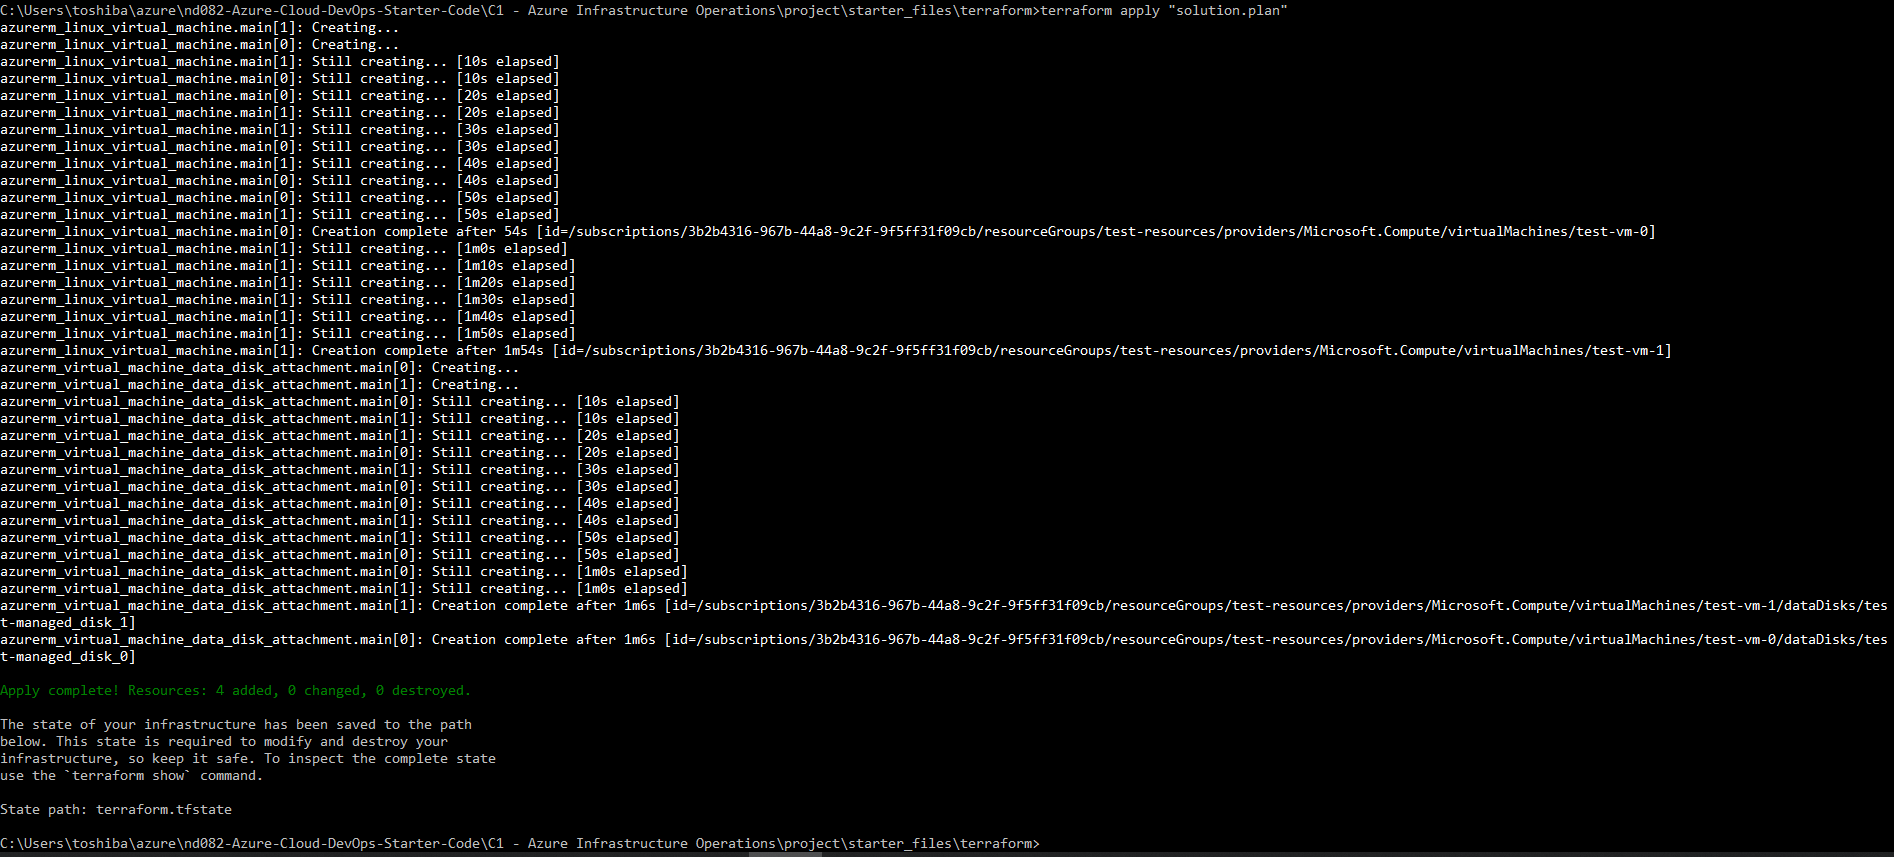 C:\Users\toshiba\azure\nd082-Azure-Cloud-DevOps-Starter-Code\C1 - Azure Infrastructure Operations\project\starter_files\terraform>terraform apply "solution.plan"
azurerm_linux_virtual_machine.main[1]: Creating...
azurerm_linux_virtual_machine.main[0]: Creating...
azurerm_linux_virtual_machine.main[1]: Still creating... [10s elapsed]
azurerm_linux_virtual_machine.main[0]: Still creating... [10s elapsed]
azurerm_linux_virtual_machine.main[0]: Still creating... [20s elapsed]
azurerm_linux_virtual_machine.main[1]: Still creating... [20s elapsed]
azurerm_linux_virtual_machine.main[1]: Still creating... [30s elapsed]
azurerm_linux_virtual_machine.main[0]: Still creating... [30s elapsed]
azurerm_linux_virtual_machine.main[1]: Still creating... [40s elapsed]
azurerm_linux_virtual_machine.main[0]: Still creating... [40s elapsed]
azurerm_linux_virtual_machine.main[0]: Still creating... [50s elapsed]
azurerm_linux_virtual_machine.main[1]: Still creating... [50s elapsed]
azurerm_linux_virtual_machine.main[0]: Creation complete after 54s [id=/subscriptions/3b2b4316-967b-44a8-9c2f-9f5ff31f09cb/resourceGroups/test-resources/providers/Microsoft.Compute/virtualMachines/test-vm-0]
azurerm_linux_virtual_machine.main[1]: Still creating... [1m0s elapsed]
azurerm_linux_virtual_machine.main[1]: Still creating... [1m10s elapsed]
azurerm_linux_virtual_machine.main[1]: Still creating... [1m20s elapsed]
azurerm_linux_virtual_machine.main[1]: Still creating... [1m30s elapsed]
azurerm_linux_virtual_machine.main[1]: Still creating... [1m40s elapsed]
azurerm_linux_virtual_machine.main[1]: Still creating... [1m50s elapsed]
azurerm_linux_virtual_machine.main[1]: Creation complete after 1m54s [id=/subscriptions/3b2b4316-967b-44a8-9c2f-9f5ff31f09cb/resourceGroups/test-resources/providers/Microsoft.Compute/virtualMachines/test-vm-1]
azurerm_virtual_machine_data_disk_attachment.main[0]: Creating...
azurerm_virtual_machine_data_disk_attachment.main[1]: Creating...
azurerm_virtual_machine_data_disk_attachment.main[0]: Still creating... [10s elapsed]
azurerm_virtual_machine_data_disk_attachment.main[1]: Still creating... [10s elapsed]
azurerm_virtual_machine_data_disk_attachment.main[1]: Still creating... [20s elapsed]
azurerm_virtual_machine_data_disk_attachment.main[0]: Still creating... [20s elapsed]
azurerm_virtual_machine_data_disk_attachment.main[1]: Still creating... [30s elapsed]
azurerm_virtual_machine_data_disk_attachment.main[0]: Still creating... [30s elapsed]
azurerm_virtual_machine_data_disk_attachment.main[0]: Still creating... [40s elapsed]
azurerm_virtual_machine_data_disk_attachment.main[1]: Still creating... [40s elapsed]
azurerm_virtual_machine_data_disk_attachment.main[1]: Still creating... [50s elapsed]
azurerm_virtual_machine_data_disk_attachment.main[0]: Still creating... [50s elapsed]
azurerm_virtual_machine_data_disk_attachment.main[0]: Still creating... [1m0s elapsed]
azurerm_virtual_machine_data_disk_attachment.main[1]: Still creating... [1m0s elapsed]
azurerm_virtual_machine_data_disk_attachment.main[1]: Creation complete after 1m6s [id=/subscriptions/3b2b4316-967b-44a8-9c2f-9f5ff31f09cb/resourceGroups/test-resources/providers/Microsoft.Compute/virtualMachines/test-vm-1/dataDisks/tes
t-managed_disk_1]
azurerm_virtual_machine_data_disk_attachment.main[0]: Creation complete after 1m6s [id=/subscriptions/3b2b4316-967b-44a8-9c2f-9f5ff31f09cb/resourceGroups/test-resources/providers/Microsoft.Compute/virtualMachines/test-vm-0/dataDisks/tes
t-managed_disk_0]
Apply complete! Resources: 4 added, 0 changed, 0 destroyed.
The state of your infrastructure has been saved to the path
below. This state is required to modify and destroy your
infrastructure, so keep it safe. To inspect the complete state
use the `terraform show` command.
State path: terraform.tfstate
C:\Users\toshiba\azure\nd082-Azure-Cloud-DevOps-Starter-Code\C1 - Azure Infrastructure Operations\project\starter_files\terraform>